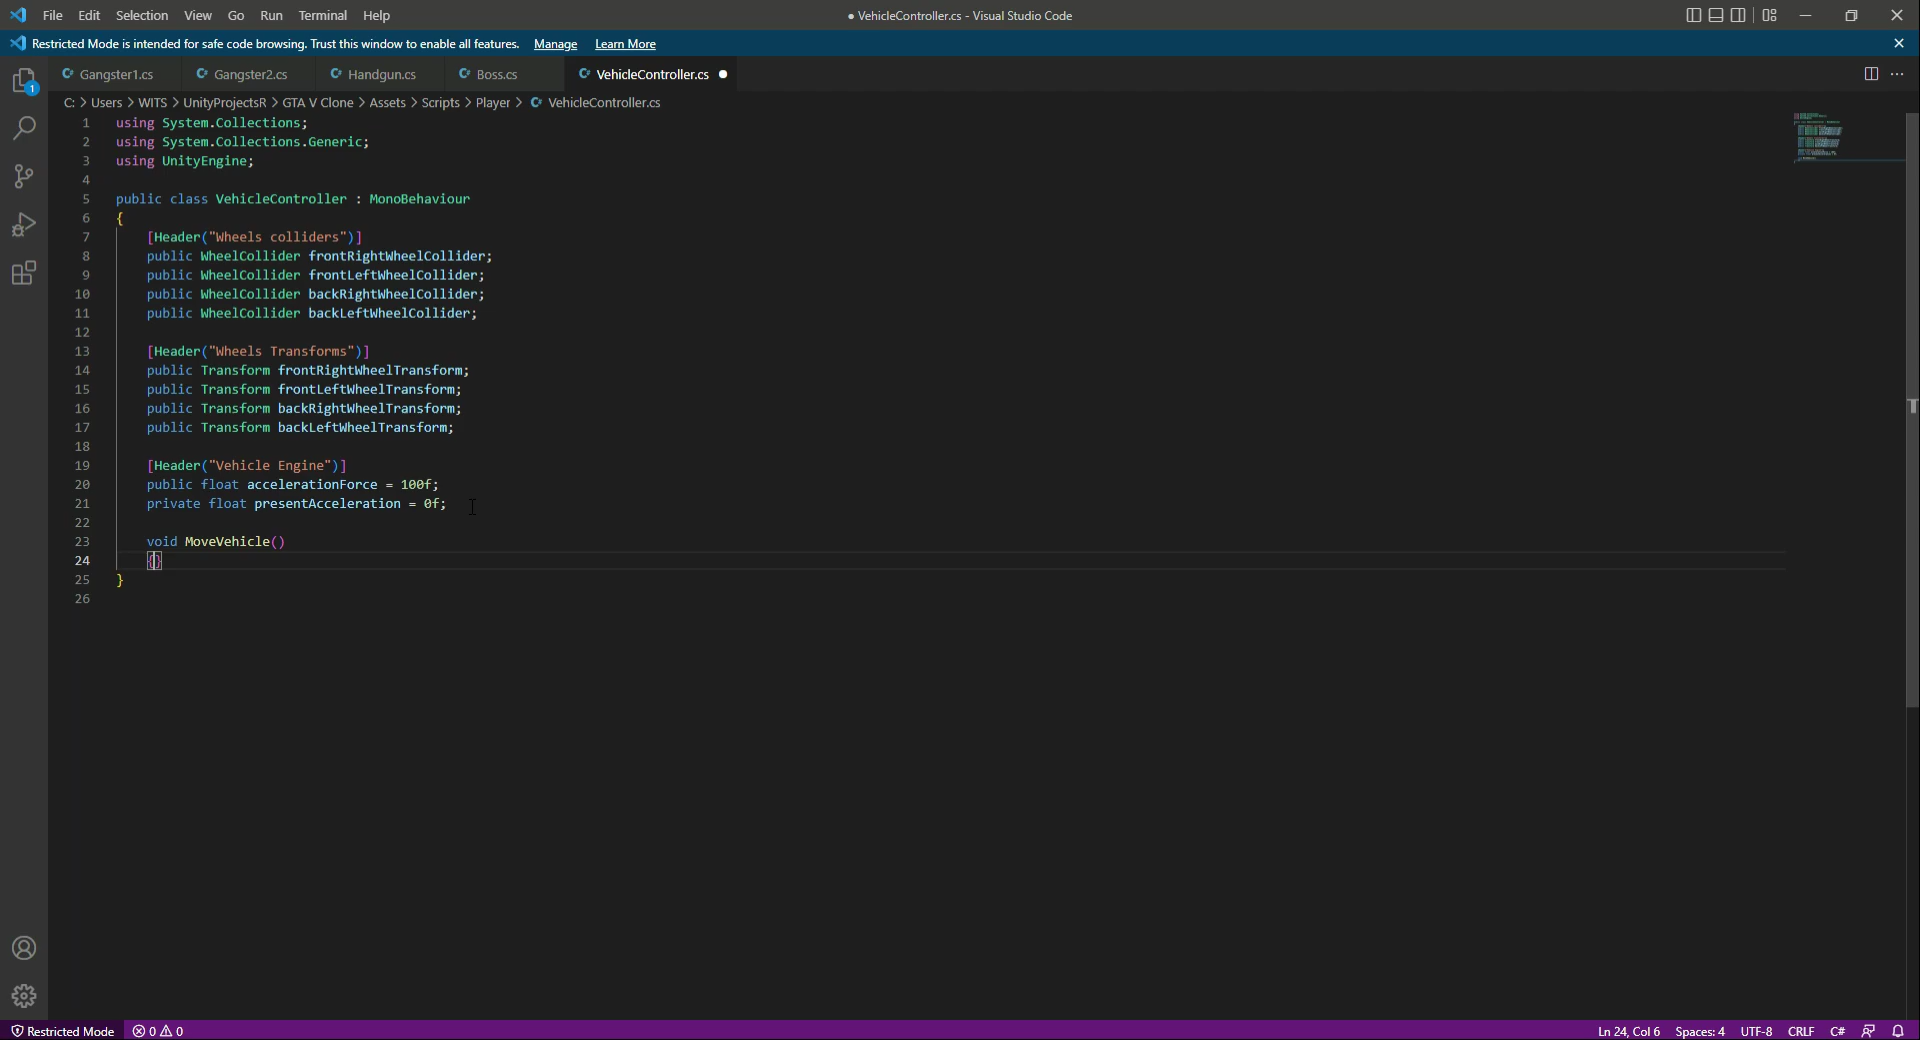 File Edit Selection View Go Run Terminal Help ● VehicleController.cs - Visual Studio Code
Restricted Mode is intended for safe code browsing. Trust this window to enable all features. Manage Learn More
Gangster1.cs Gangster2.cs Handgun.cs Boss.cs VehicleController.cs
C: > Users > WITS > UnityProjectsR > GTA V Clone > Assets > Scripts > Player > VehicleController.cs
1 using System.Collections;
2 using System.Collections.Generic;
3 using UnityEngine;
4
5 public class VehicleController : MonoBehaviour
6 {
7 [Header("Wheels colliders")]
8 public WheelCollider frontRightWheelCollider;
9 public WheelCollider frontLeftWheelCollider;
10 public WheelCollider backRightWheelCollider;
11 public WheelCollider backLeftWheelCollider;
12
13 [Header("Wheels Transforms")]
14 public Transform frontRightWheelTransform;
15 public Transform frontLeftWheelTransform;
16 public Transform backRightWheelTransform;
17 public Transform backLeftWheelTransform;
18
19 [Header("Vehicle Engine")]
20 public float accelerationForce = 100f;
21 private float presentAcceleration = 0f;
22
23 void MoveVehicle()
24 {}
25 }
26
1
Restricted Mode 0 0 Ln 24, Col 6 Spaces: 4 UTF-8 CRLF C#